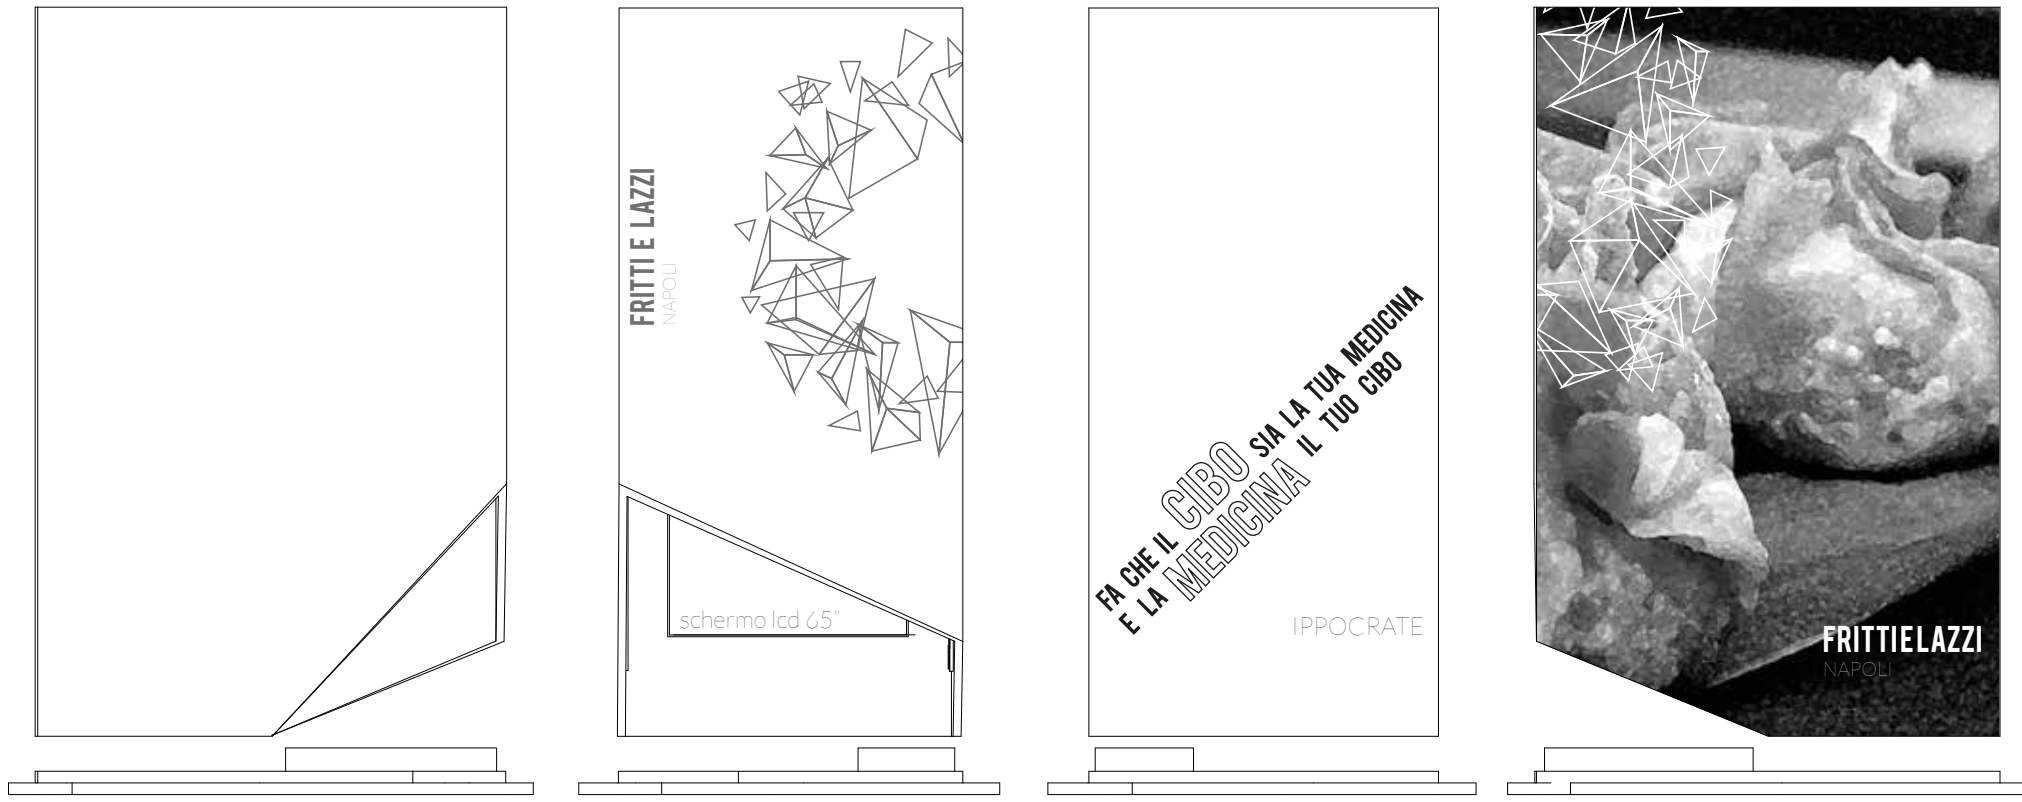 FRITTI E LAZZI
NAPOLI
schermo lcd 65”
FA CHE IL CIBO SIA LA TUA MEDICINA
E LA MEDICINA IL TUO CIBO
IPPOCRATE
FRITTIELAZZI
NAPOLI